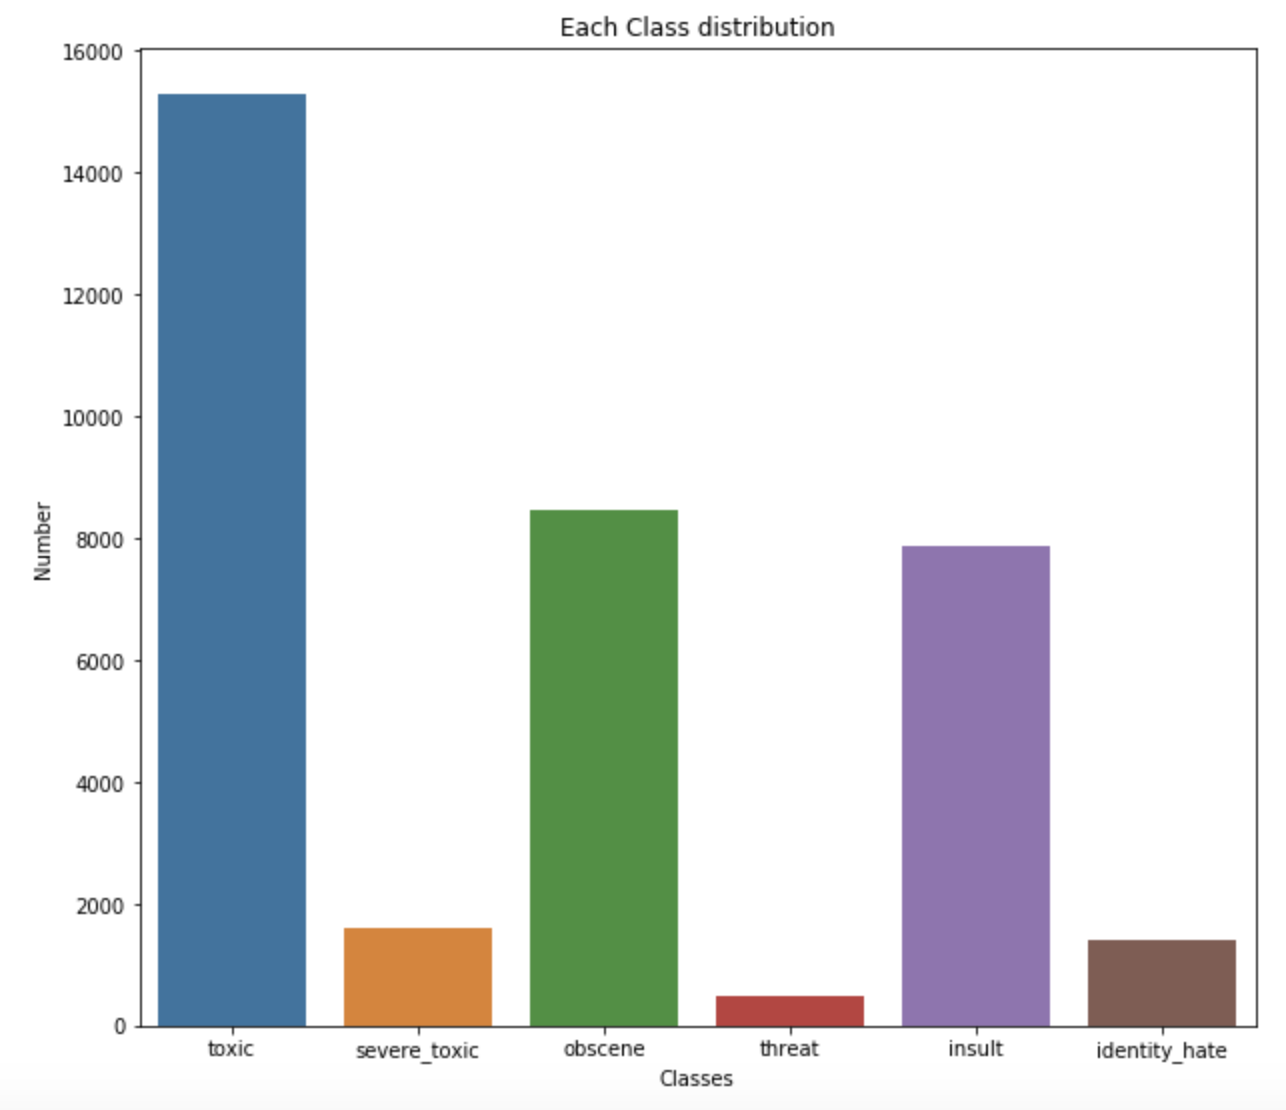 Each Class distribution
16000
14000
12000
10000
8000
6000
4000
2000
0
Number
toxic severe_toxic obscene threat insult identity_hate
Classes